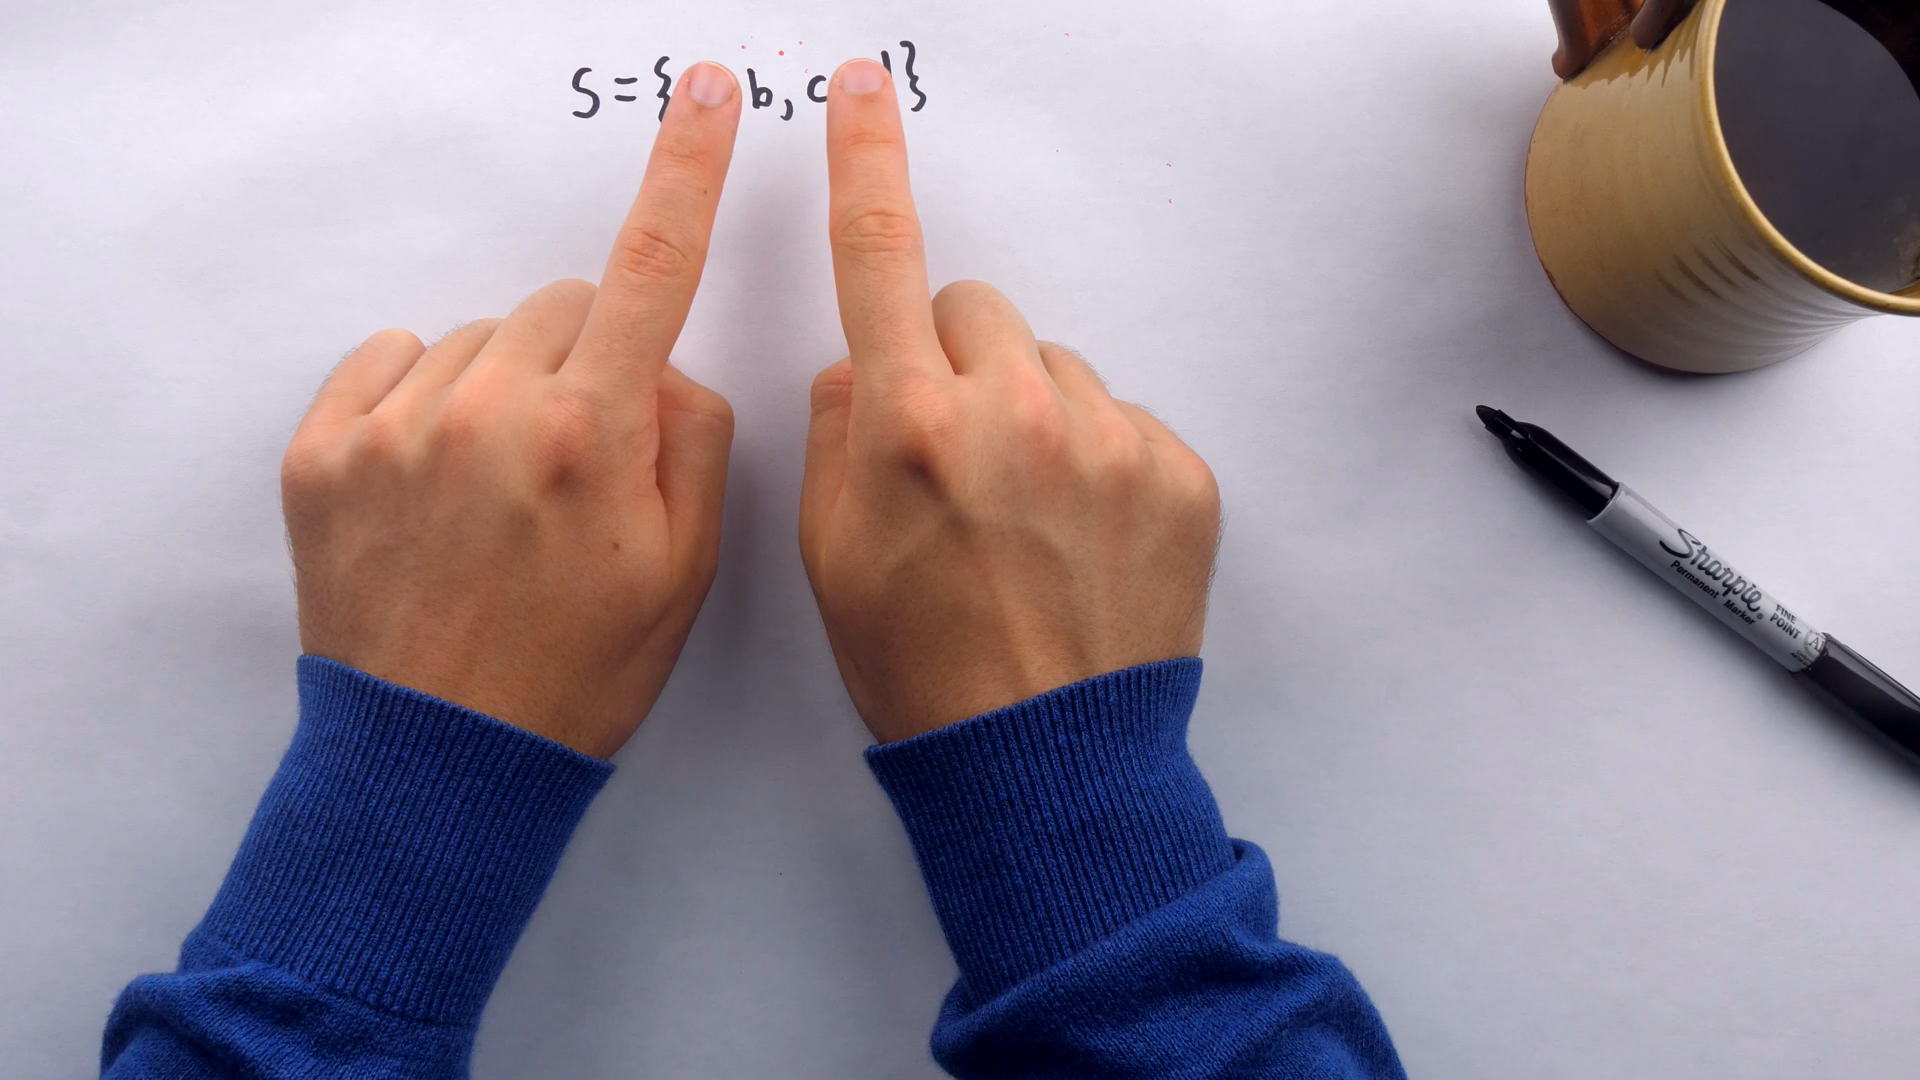 S={ b, c }
Sharpie
Permanent Marker
FINE
POINT